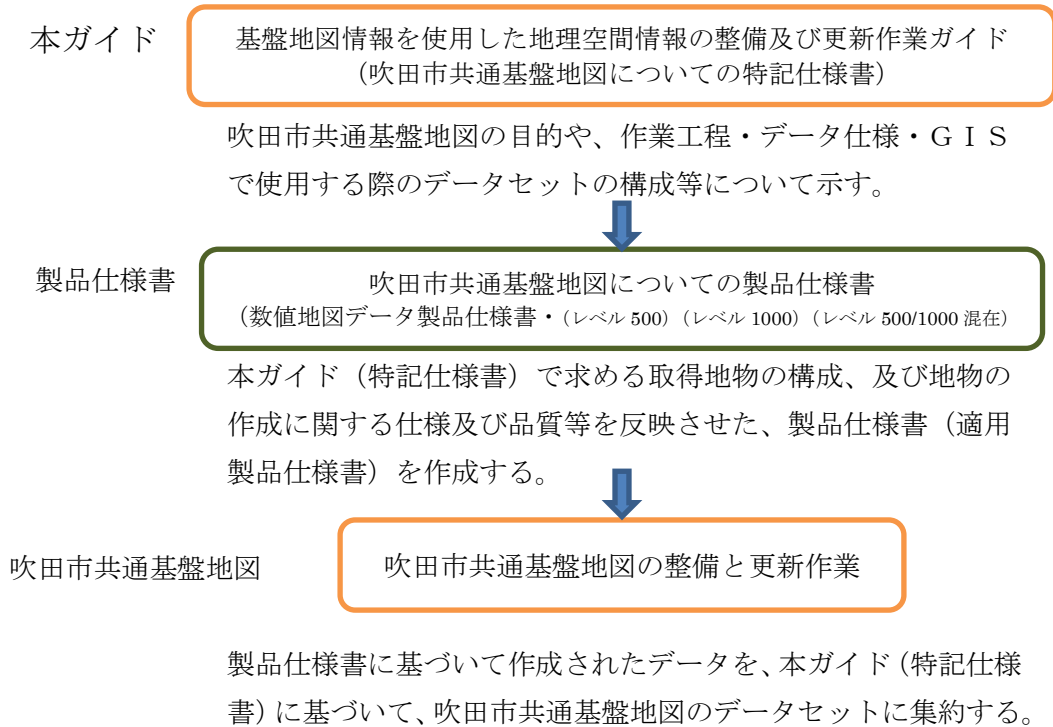 本ガイド
基盤地図情報を使用した地理空間情報の整備及び更新作業ガイド
(吹田市共通基盤地図についての特記仕様書)
吹田市共通基盤地図の目的や、作業工程・データ仕様・ＧＩＳ
で使用する際のデータセットの構成等について示す。
製品仕様書
吹田市共通基盤地図についての製品仕様書
(数値地図データ製品仕様書・(レベル 500)(レベル 1000)(レベル 500/1000 混在)
本ガイド（特記仕様書）で求める取得地物の構成、及び地物の
作成に関する仕様及び品質等を反映させた、製品仕様書（適用
製品仕様書）を作成する。
吹田市共通基盤地図
吹田市共通基盤地図の整備と更新作業
製品仕様書に基づいて作成されたデータを、本ガイド（特記仕様
書）に基づいて、吹田市共通基盤地図のデータセットに集約する。